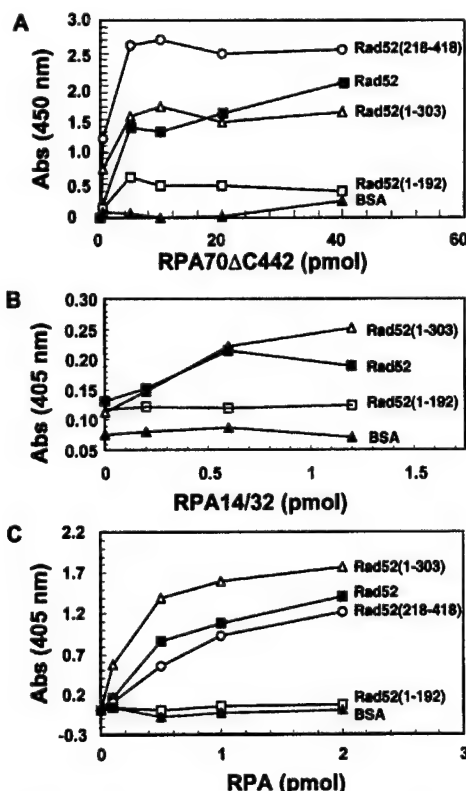 A
Abs (450 nm)
3.0
2.5
2.0
1.5
1.0
0.5
0
Rad52(218-418)
Rad52
Rad52(1-303)
Rad52(1-192)
BSA
0 20 40 60
RPA70ΔC442 (pmol)
B
Abs (405 nm)
0.30
0.25
0.20
0.15
0.10
0.05
Rad52(1-303)
Rad52
Rad52(1-192)
BSA
0.0 0.5 1.0 1.5
RPA14/32 (pmol)
C
Abs (405 nm)
2.2
1.7
1.2
0.7
0.2
-0.3
Rad52(1-303)
Rad52
Rad52(218-418)
Rad52(1-192)
BSA
0 1 2 3
RPA (pmol)